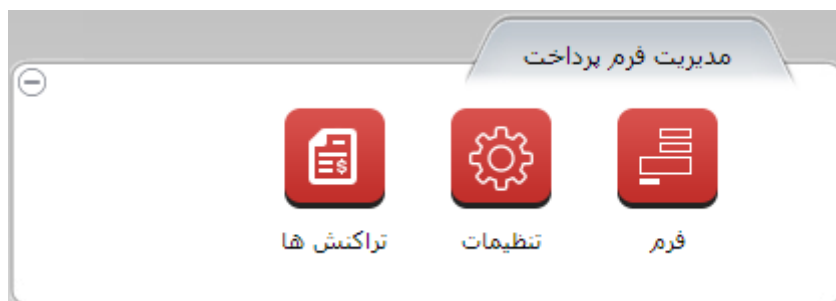 مدیریت فرم پرداخت
فرم
تنظیمات
تراکنش ها